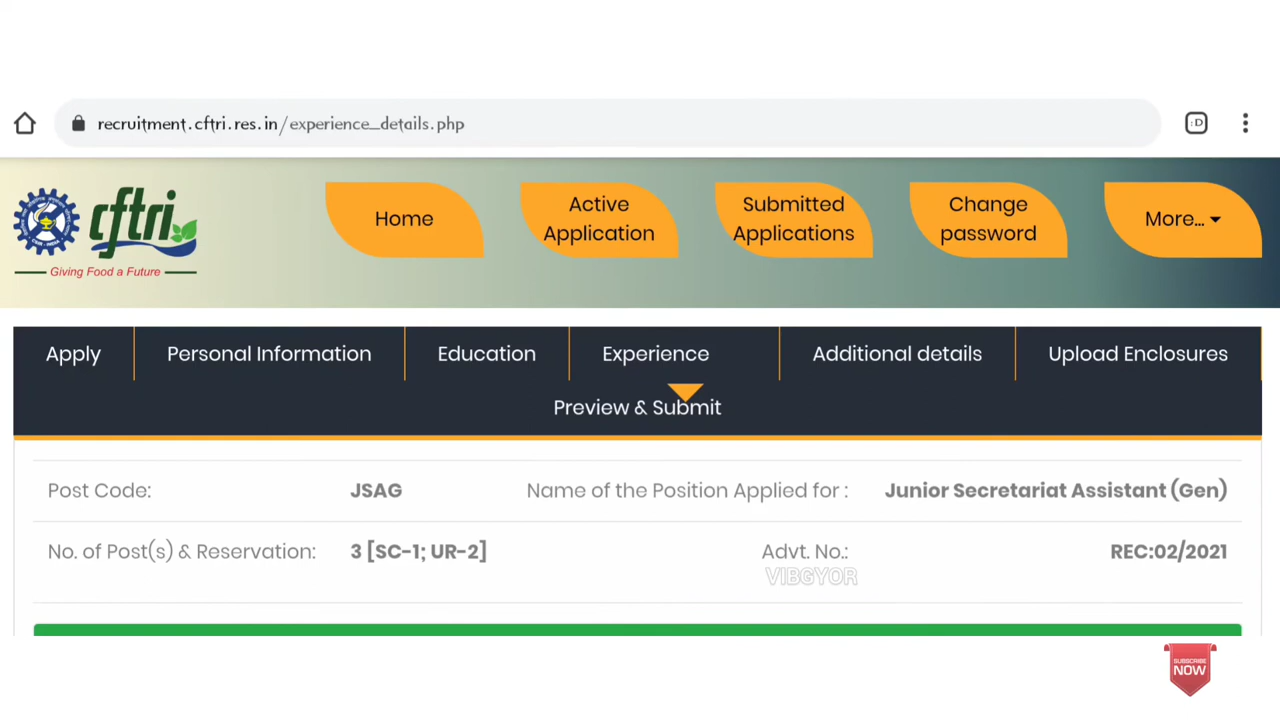 :D
recruitment.cftri.res.in/experience_details.php
cftri
Giving Food a Future
Home
Active
Application
Submitted
Applications
Change
password
More...
Apply
Personal Information
Education
Experience
Additional details
Upload Enclosures
Preview & Submit
Post Code: JSAG Name of the Position Applied for : Junior Secretariat Assistant (Gen)
No. of Post(s) & Reservation: 3 [SC-1; UR-2] Advt. No.: REC:02/2021
VIBGYOR
SUBSCRIBE
NOW